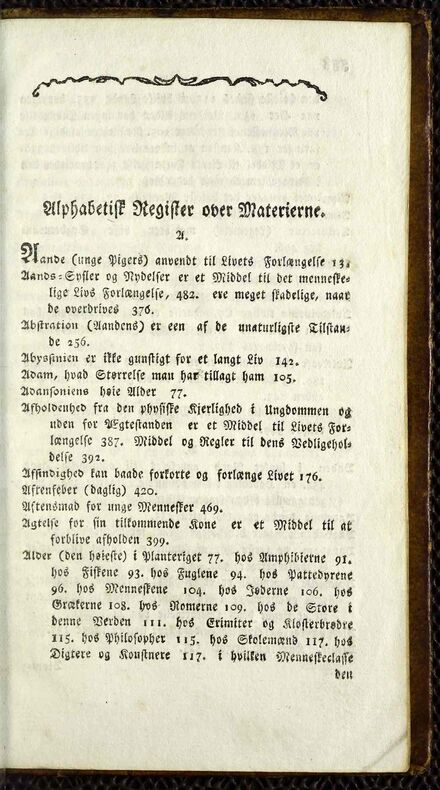 Alphabetisk Register over Materierne.
A.
Aande (unge Pigers) anvendt til Livets Forlængelse 13.
Aands-Sysler og Nydelser er et Middel til det menneske-
lige Livs Forlængelse, 482. ere meget skadelige, naar
de overdrives 376.
Abstration (Aandens) er een af de unaturligste Tilstan-
de 256.
Abyssinien er ikke gunstigt for et langt Liv 142.
Adam, hvad Størrelse man har tillagt ham 105.
Adansoniens høie Alder 77.
Afholdenhed fra den physiske Kjerlighed i Ungdommen og
uden for Ægtestanden er et Middel til Livets For-
længelse 387. Middel og Regler til dens Vedligehol-
delse 392.
Afsindighed kan baade forkorte og forlænge Livet 176.
Aftenfeber (daglig) 420.
Aftensmad for unge Mennesker 469.
Agtelse for sin tilkommende Kone er et Middel til at
forblive afholden 399.
Alder (den høieste) i Planteriget 77. hos Amphibierne 91.
hos Fiskene 93. hos Fuglene 94. hos Pattedyrene
96. hos Menneskene 104. hos Jøderne 106. hos
Grækerne 108. hos Romerne 109. hos de Store i
denne Verden 111. hos Eremiter og Klosterbrødre
115. hos Philosopher 115. hos Skolemænd 117. hos
Digtere og Konstnere 117. i hvilken Menneskeclasse
den